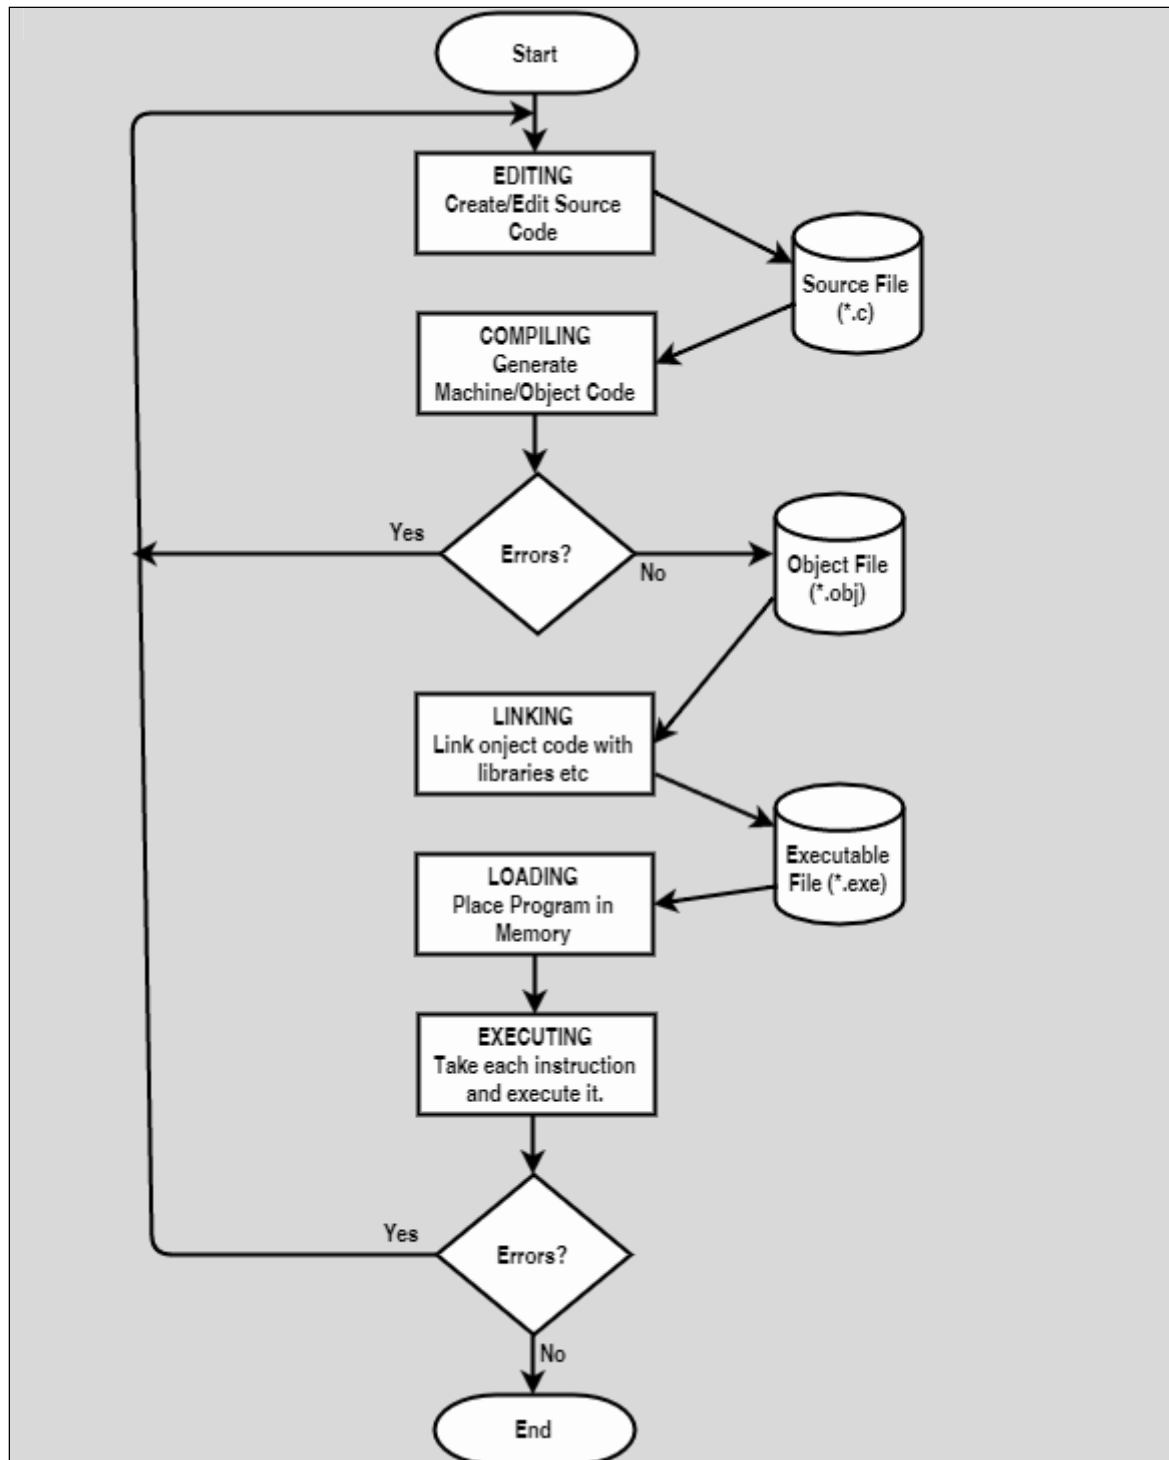 Start
EDITING
Create/Edit Source
Code
Source File
(*.c)
COMPILING
Generate
Machine/Object Code
Yes
Errors?
No
Object File
(*.obj)
LINKING
Link onject code with
libraries etc
Executable
File (*.exe)
LOADING
Place Program in
Memory
EXECUTING
Take each instruction
and execute it.
Yes
Errors?
No
End